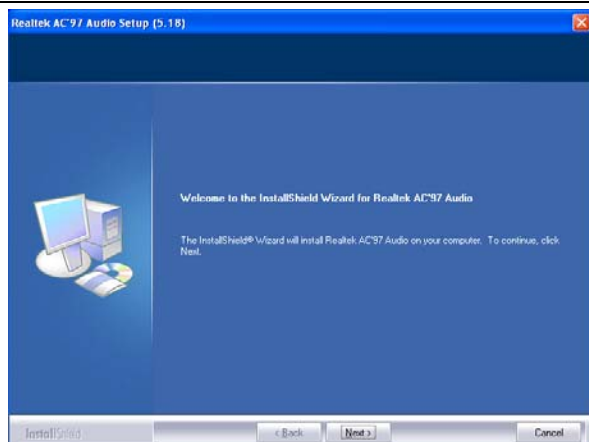 Realtek AC'97 Audio Setup (5.18)
Welcome to the InstallShield Wizard for Realtek AC'97 Audio
The InstallShield® Wizard will install Realtek AC'97 Audio on your computer. To continue, click
Next.
InstallShield
< Back
Next >
Cancel